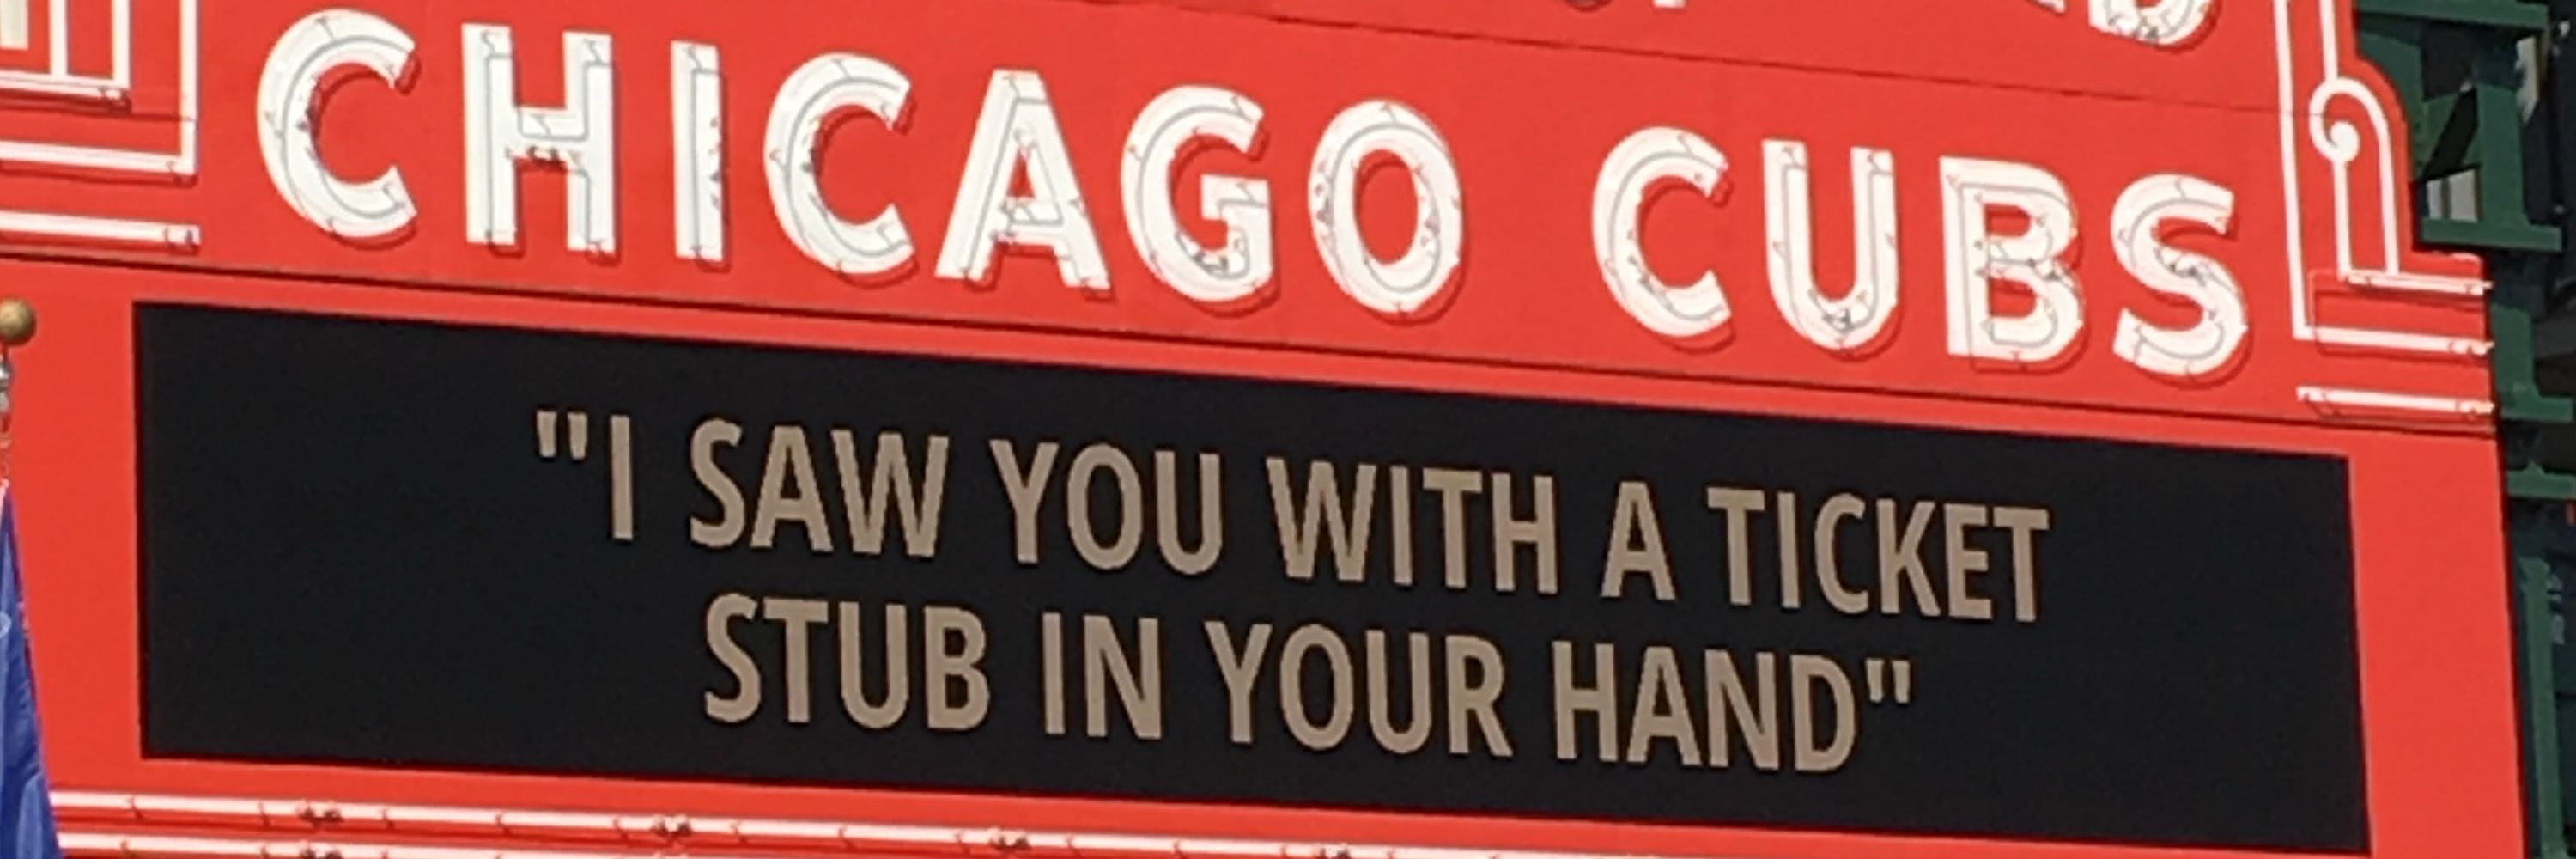 CHICAGO CUBS
"I SAW YOU WITH A TICKET
STUB IN YOUR HAND"